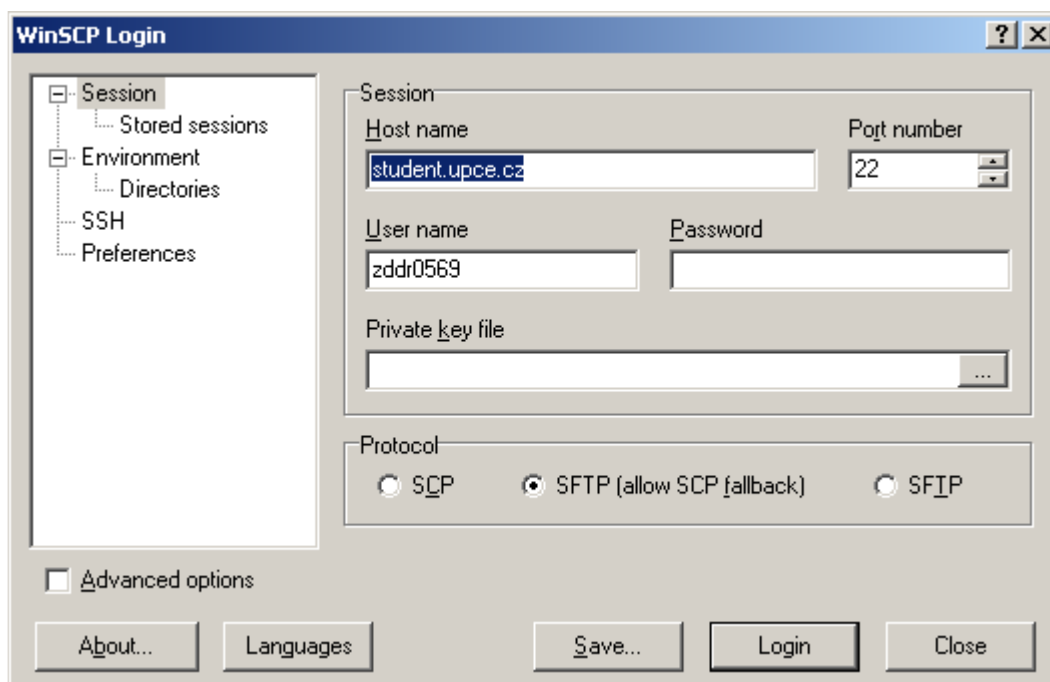 WinSCP Login
Session
Stored sessions
Environment
Directories
SSH
Preferences
Session
Host name
Port number
student.upce.cz
22
User name
Password
zddr0569
Private key file
...
Protocol
SCP
SFTP (allow SCP fallback)
SFTP
Advanced options
About...
Languages
Save...
Login
Close